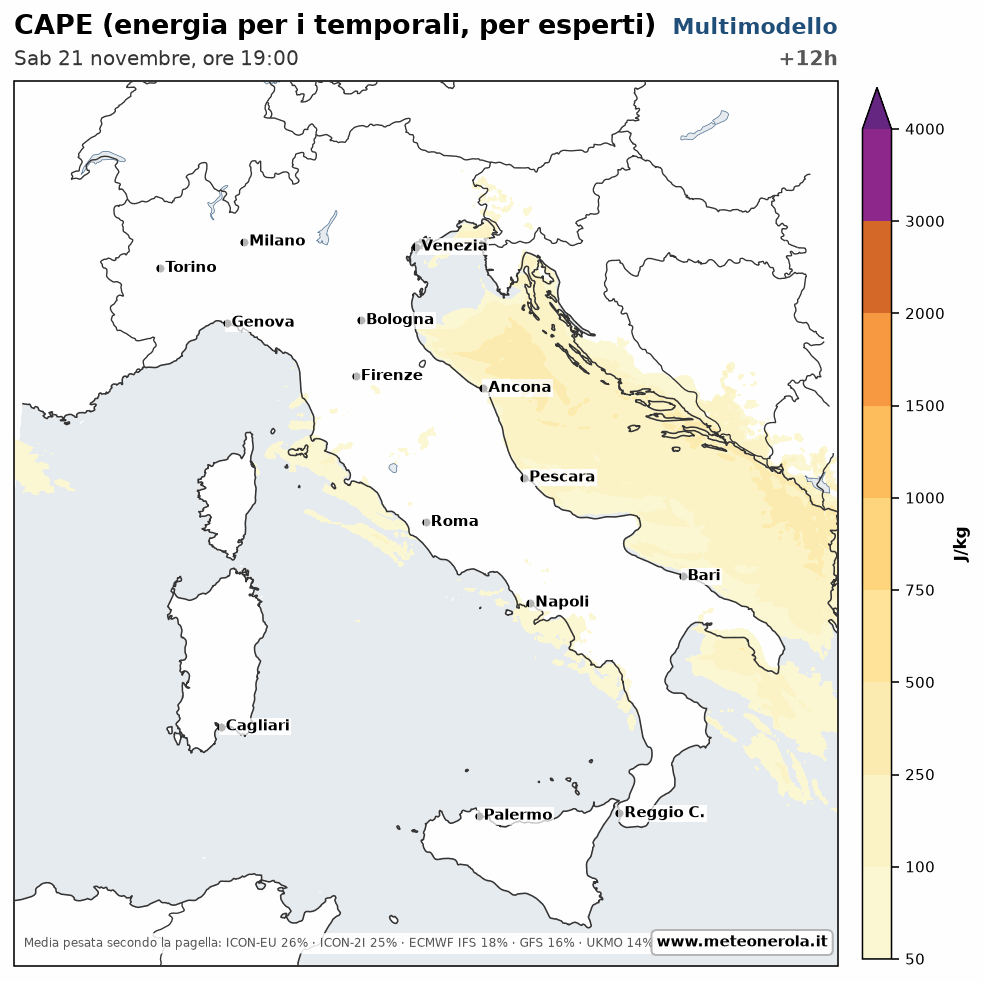 CAPE (energia per i temporali, per esperti)
Multimodello
Sab 21 novembre, ore 19:00
+12h
4000
3000
2000
1500
1000
750
500
250
100
50
J/kg
Milano
Venezia
Torino
Genova
Bologna
Firenze
Ancona
Pescara
Roma
Bari
Napoli
Cagliari
Palermo
Reggio C.
Media pesata secondo la pagella: ICON-EU 26% · ICON-2I 25% · ECMWF IFS 18% · GFS 16% · UKMO 14%
www.meteonerola.it